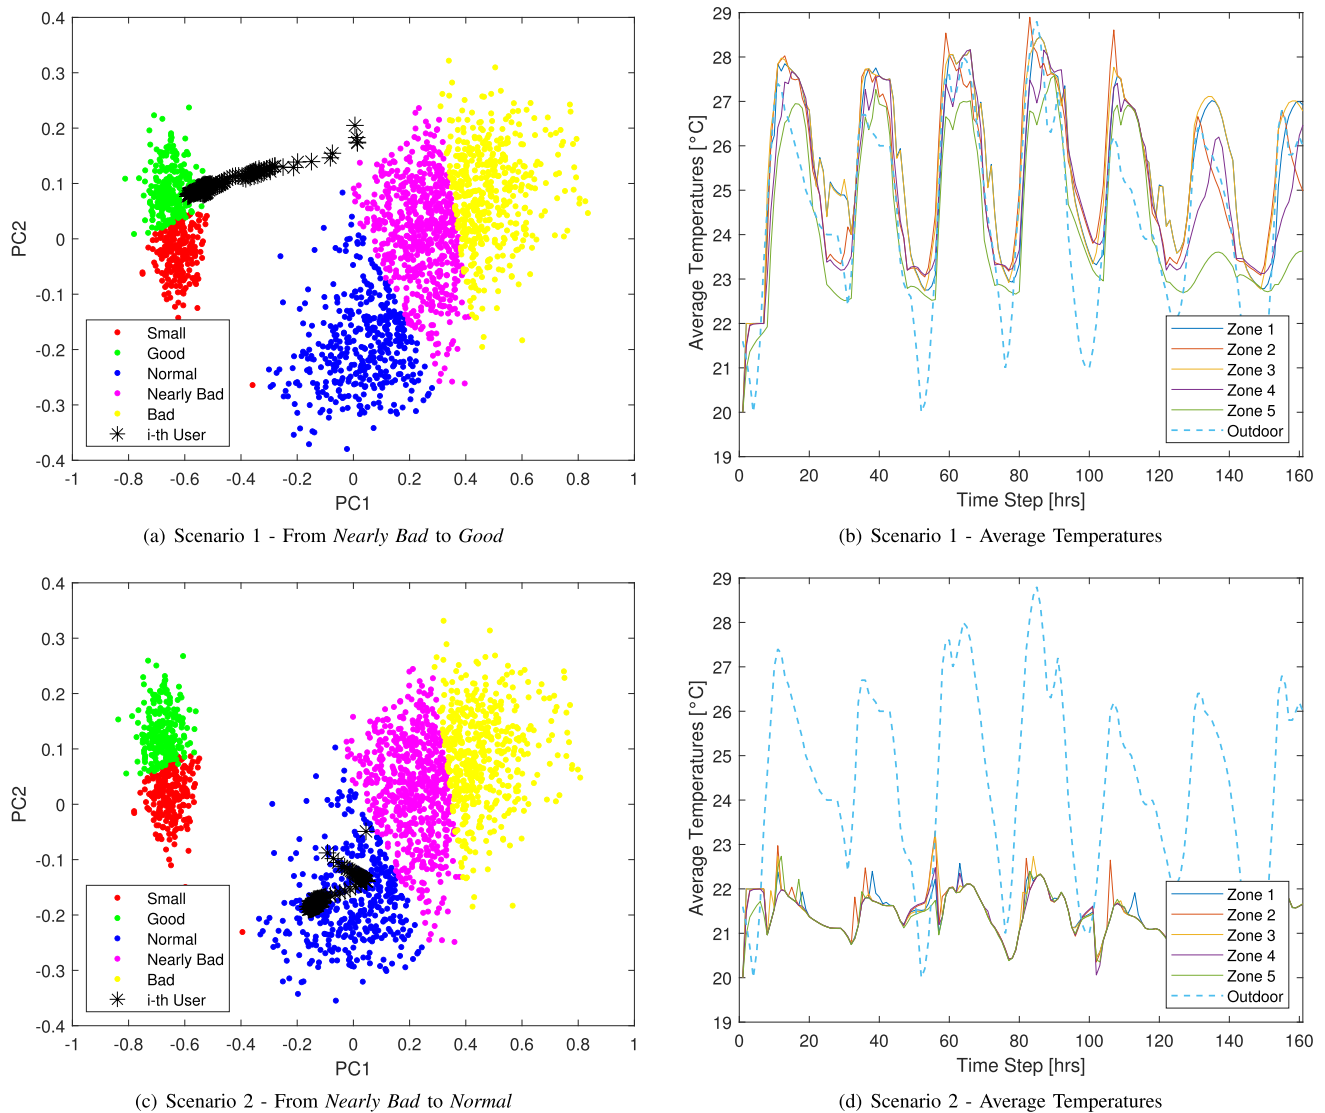 0.4
0.3
0.2
0.1
0
-0.1
-0.2
-0.3
-0.4
PC2
-1
-0.8
-0.6
-0.4
-0.2
0
0.2
0.4
0.6
0.8
1
PC1
Small
Good
Normal
Nearly Bad
Bad
i-th User
(a) Scenario 1 - From Nearly Bad to Good
29
28
27
26
25
24
23
22
21
20
19
Average Temperatures [°C]
0
20
40
60
80
100
120
140
160
Time Step [hrs]
Zone 1
Zone 2
Zone 3
Zone 4
Zone 5
Outdoor
(b) Scenario 1 - Average Temperatures
0.4
0.3
0.2
0.1
0
-0.1
-0.2
-0.3
-0.4
PC2
-1
-0.8
-0.6
-0.4
-0.2
0
0.2
0.4
0.6
0.8
1
PC1
Small
Good
Normal
Nearly Bad
Bad
i-th User
(c) Scenario 2 - From Nearly Bad to Normal
29
28
27
26
25
24
23
22
21
20
19
Average Temperatures [°C]
0
20
40
60
80
100
120
140
160
Time Step [hrs]
Zone 1
Zone 2
Zone 3
Zone 4
Zone 5
Outdoor
(d) Scenario 2 - Average Temperatures